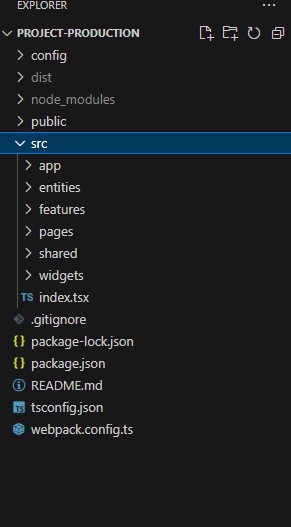 EXPLORER
PROJECT-PRODUCTION
config
dist
node_modules
public
src
app
entities
features
pages
shared
widgets
TS index.tsx
.gitignore
{} package-lock.json
{} package.json
README.md
TS tsconfig.json
webpack.config.ts